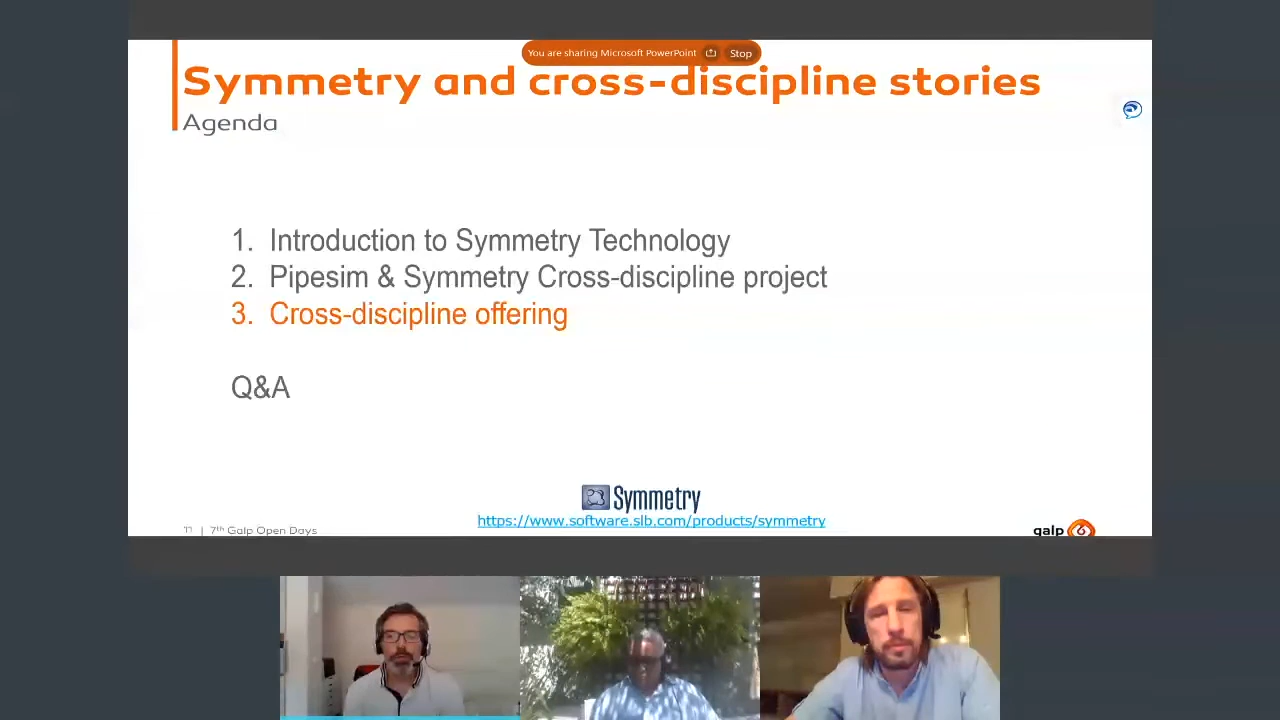 You are sharing Microsoft PowerPoint Stop
Symmetry and cross-discipline stories
Agenda
1. Introduction to Symmetry Technology
2. Pipesim & Symmetry Cross-discipline project
3. Cross-discipline offering
Q&A
Symmetry
https://www.software.slb.com/products/symmetry
11 | 7th Galp Open Days
galp